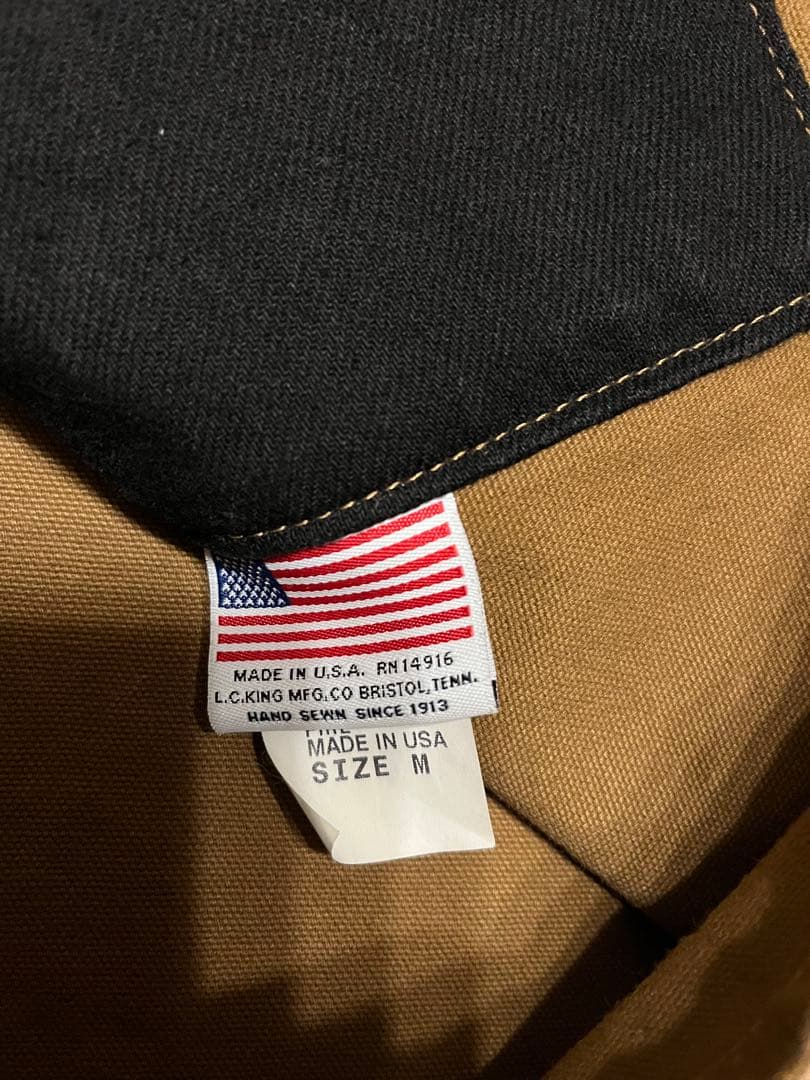 MADE IN U.S.A. RN14916
L.C.KING MFG.CO BRISTOL,TENN.
HAND SEWN SINCE 1913
MADE IN USA
SIZE M